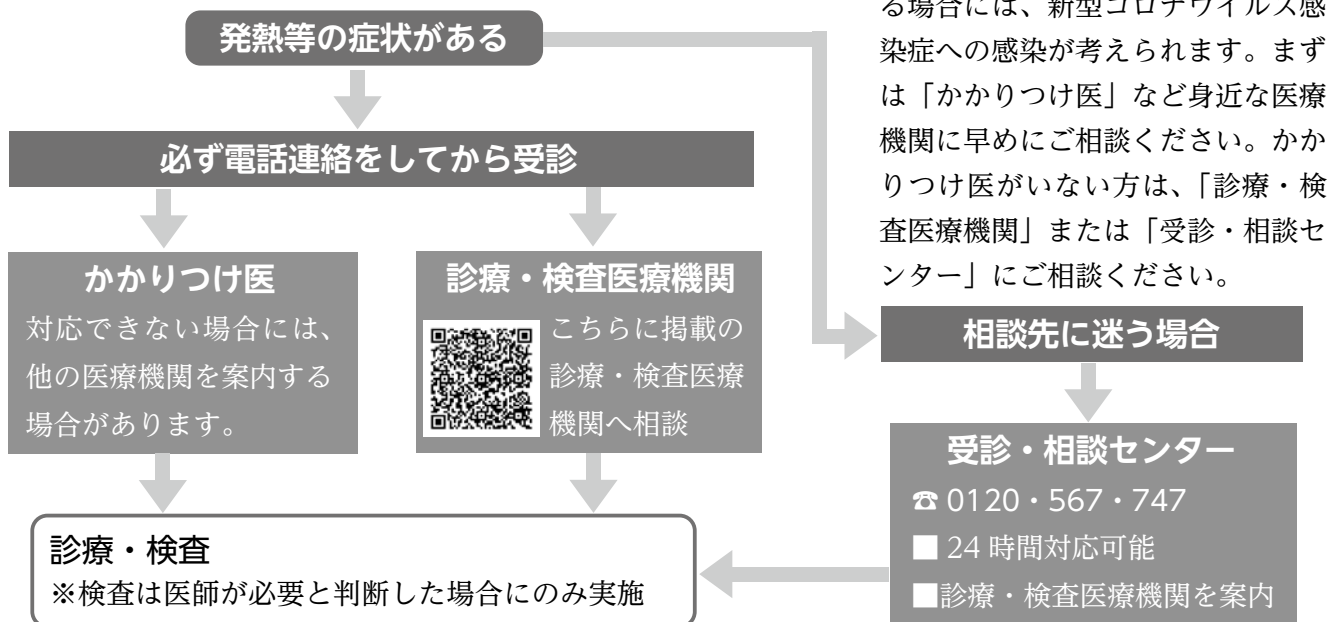 発熱等の症状がある
必ず電話連絡をしてから受診
かかりつけ医
対応できない場合には、
他の医療機関を案内する
場合があります。
診療・検査医療機関
こちらに掲載の
診療・検査医療
機関へ相談
診療・検査
※検査は医師が必要と判断した場合にのみ実施
る場合には、新型コロナウイルス感
染症への感染が考えられます。まず
は「かかりつけ医」など身近な医療
機関に早めにご相談ください。かか
りつけ医がいない方は、「診療・検
査医療機関」または「受診・相談セ
ンター」にご相談ください。
相談先に迷う場合
受診・相談センター
☎ 0120・567・747
■ 24 時間対応可能
■診療・検査医療機関を案内